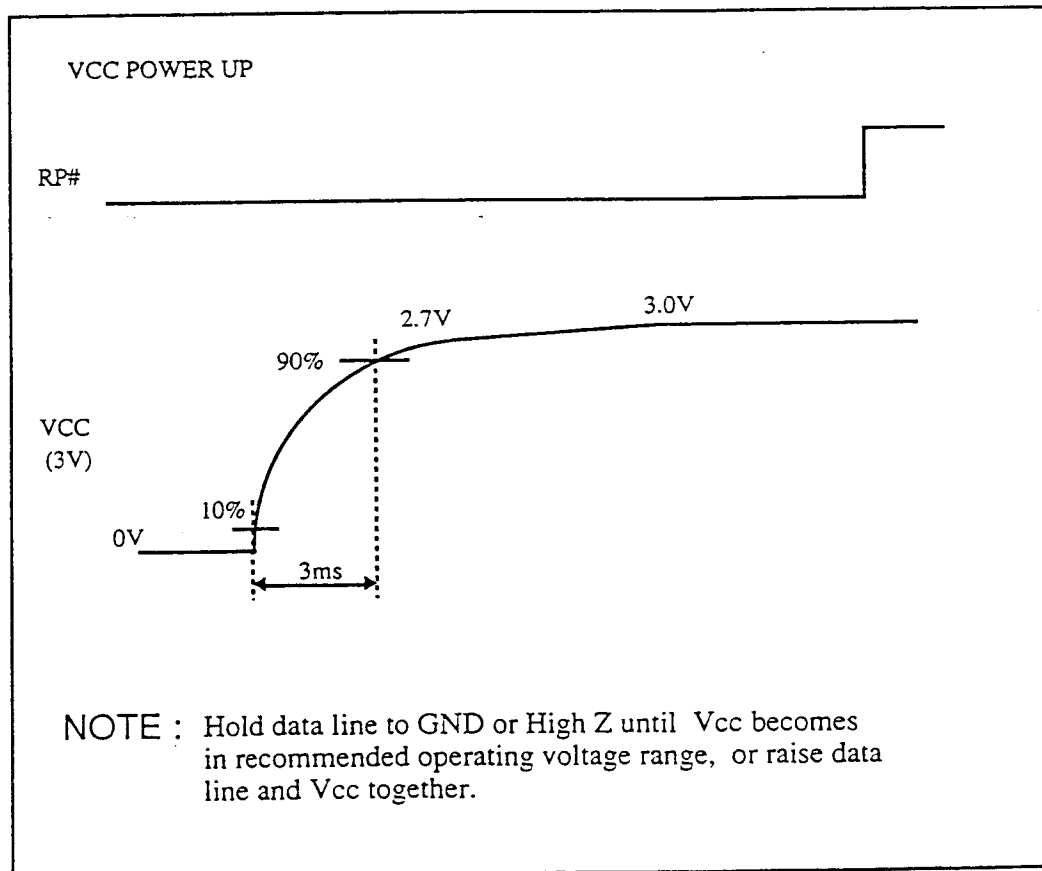 VCC POWER UP
RP#
2.7V
3.0V
90%
VCC
(3V)
10%
0V
3ms
NOTE : Hold data line to GND or High Z until Vcc becomes
in recommended operating voltage range, or raise data
line and Vcc together.